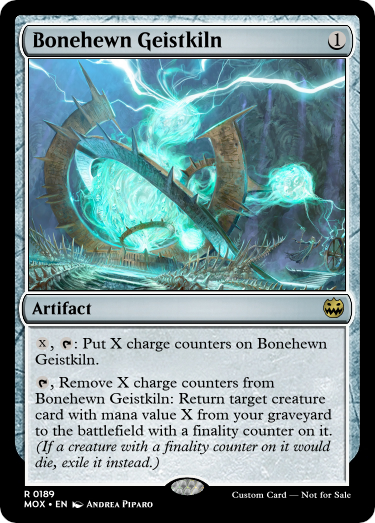 Bonehewn Geistkiln 1
Artifact
X, T: Put X charge counters on Bonehewn
Geistkiln.
T, Remove X charge counters from
Bonehewn Geistkiln: Return target creature
card with mana value X from your graveyard
to the battlefield with a finality counter on it.
(If a creature with a finality counter on it would
die, exile it instead.)
R 0189
MOX • EN Andrea Piparo
Custom Card — Not for Sale